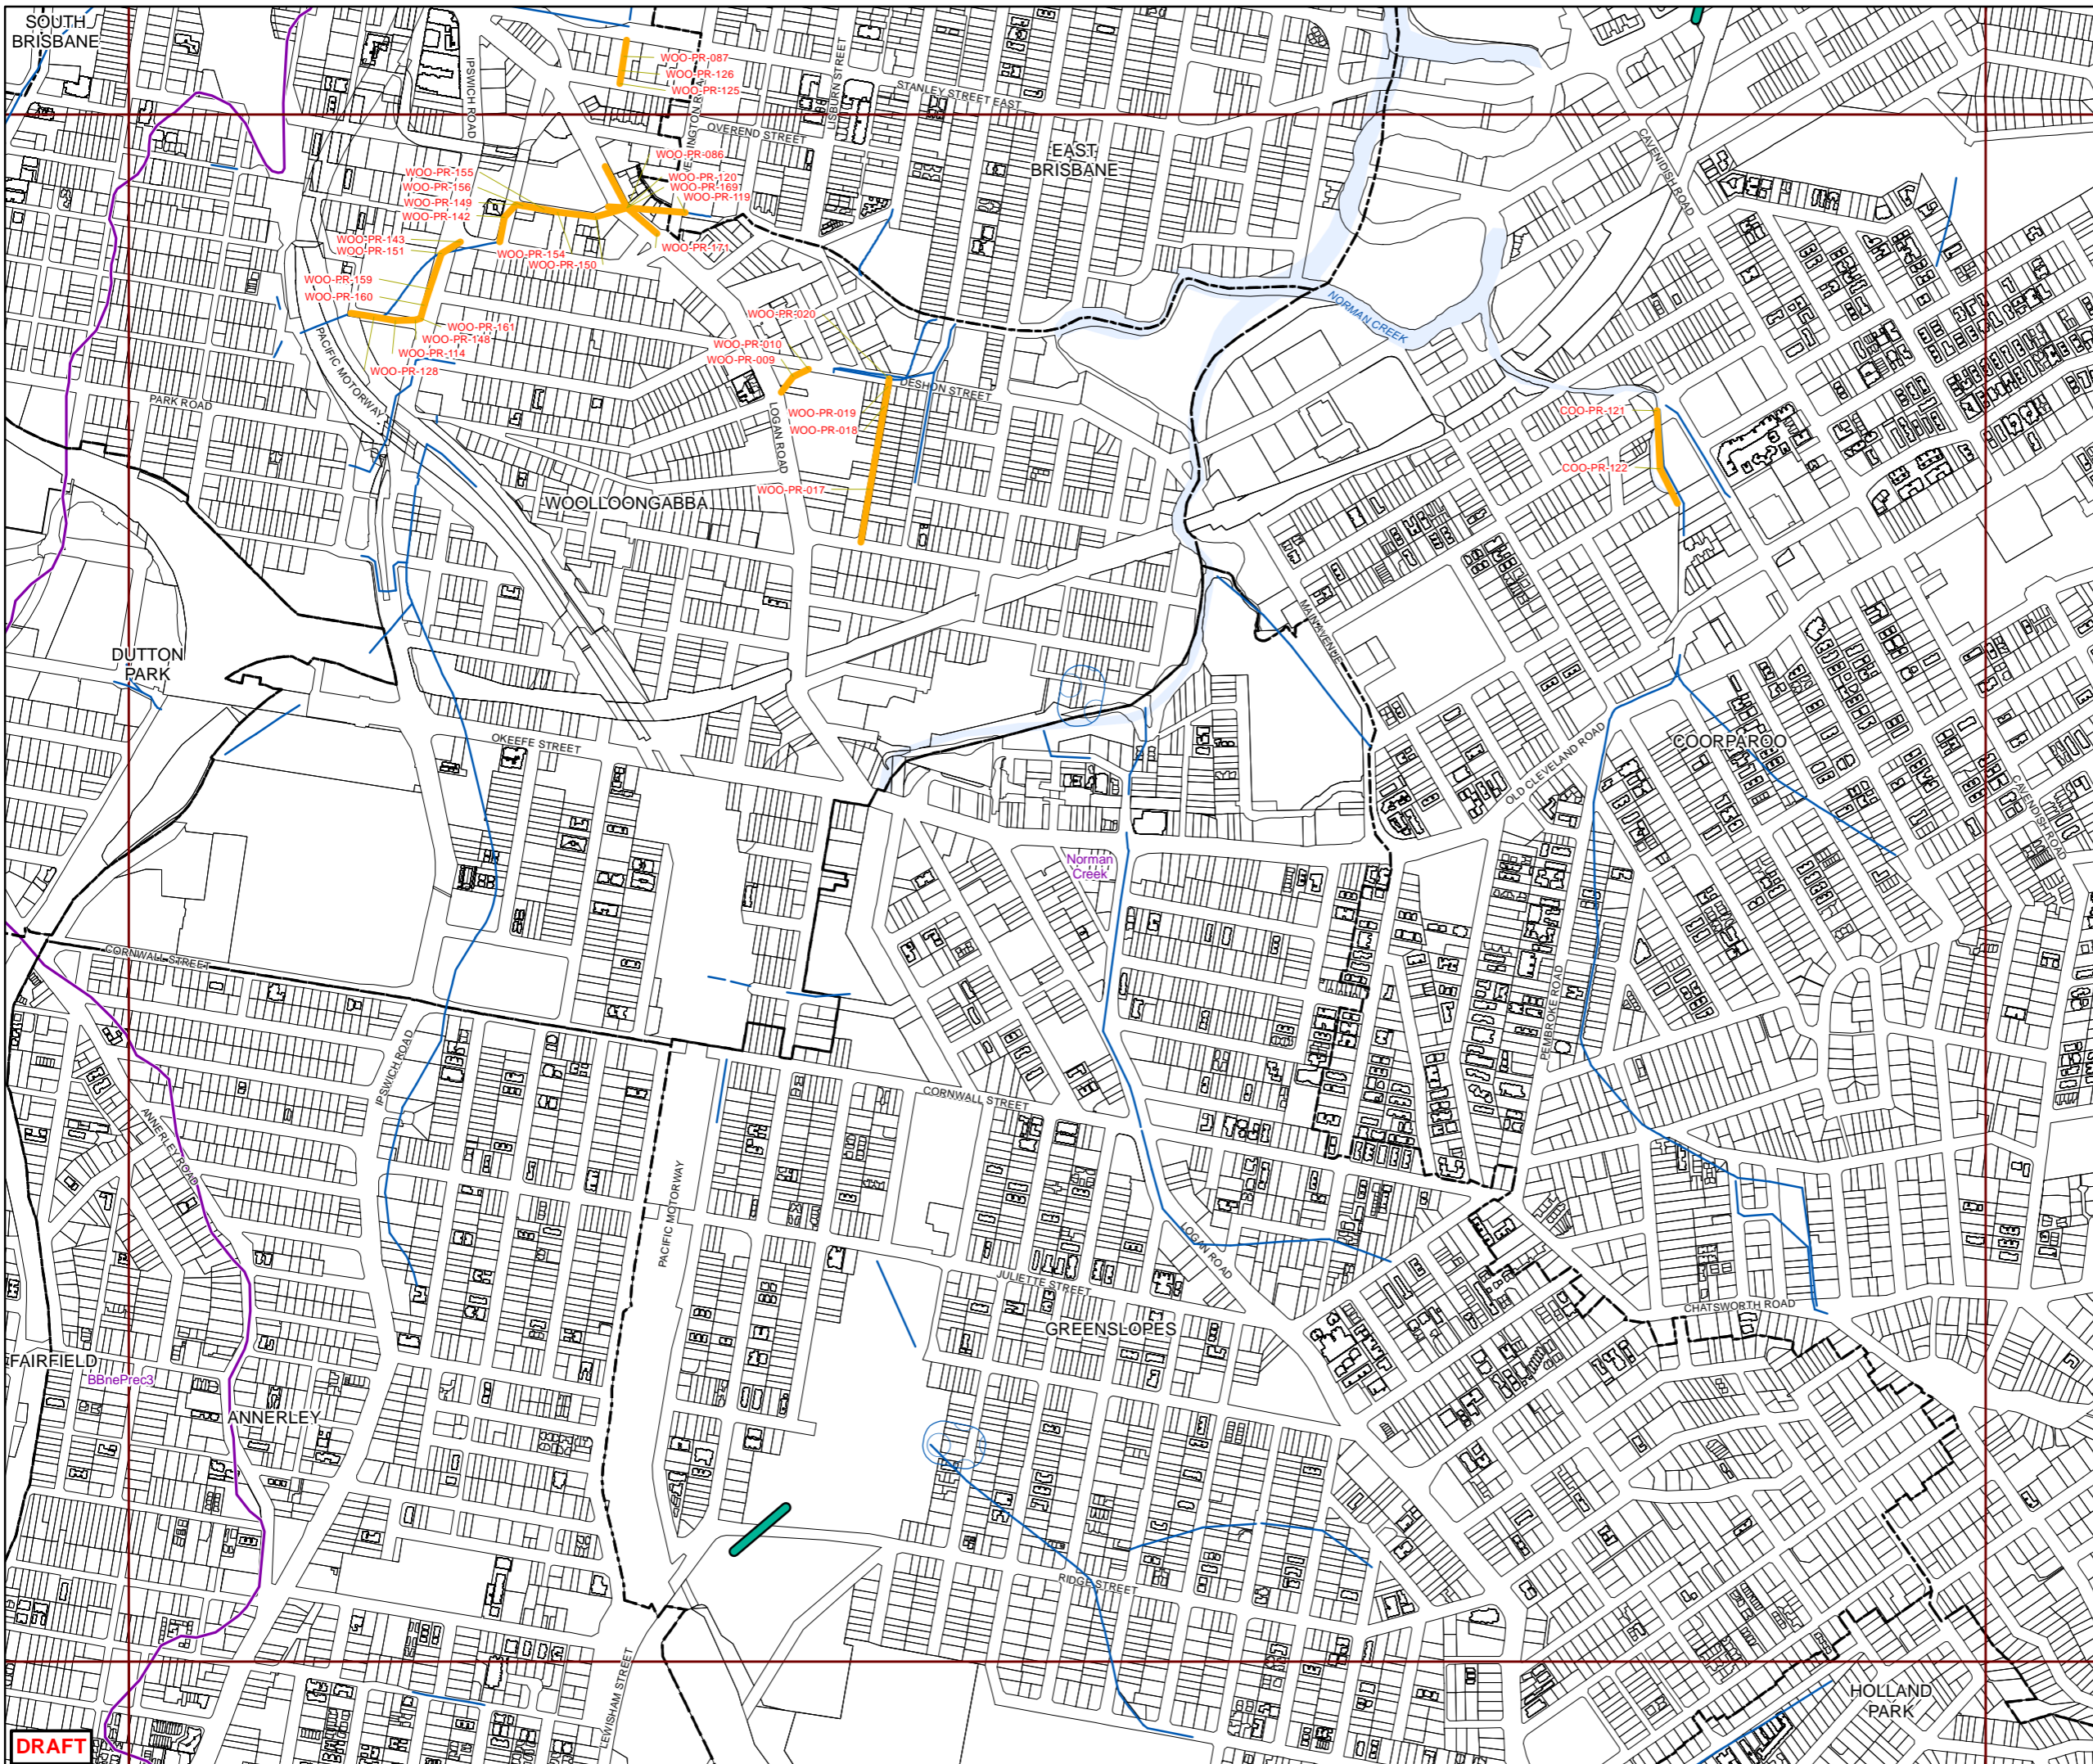 SOUTH
BRISBANE
IPSWICH ROAD
LISBURN STREET
WOO-PR-087
WOO-PR-126
WOO-PR-125
STANLEY STREET EAST
OVEREND STREET
CAVENDISH ROAD
EAST
BRISBANE
WOO-PR-086
WOO-PR-155
WOO-PR-156
WOO-PR-149
WOO-PR-142
WOO-PR-120
WOO-PR-169
WOO-PR-119
WOO-PR-143
WOO-PR-151
WOO-PR-154
WOO-PR-150
WOO-PR-171
WOO-PR-159
WOO-PR-160
WOO-PR-161
WOO-PR-148
WOO-PR-114
WOO-PR-128
WOO-PR-020
WOO-PR-010
WOO-PR-009
NORMAN CREEK
PACIFIC MOTORWAY
DESHON STREET
PARK ROAD
LOGAN ROAD
WOO-PR-019
WOO-PR-018
COO-PR-121
COO-PR-122
WOO-PR-017
WOOLLOONGABBA
MAIN AVENUE
DUTTON
PARK
OKEEFE STREET
COORPAROO
OLD CLEVELAND ROAD
CAVENDISH ROAD
Norman
Creek
CORNWALL STREET
PEMBROKE ROAD
IPSWICH ROAD
CORNWALL STREET
ANNERLEY ROAD
PACIFIC MOTORWAY
LOGAN ROAD
JULIETTE STREET
CHATSWORTH ROAD
GREENSLOPES
FAIRFIELD
BBnePrec3
ANNERLEY
RIDGE STREET
LEWISHAM STREET
HOLLAND
PARK
DRAFT